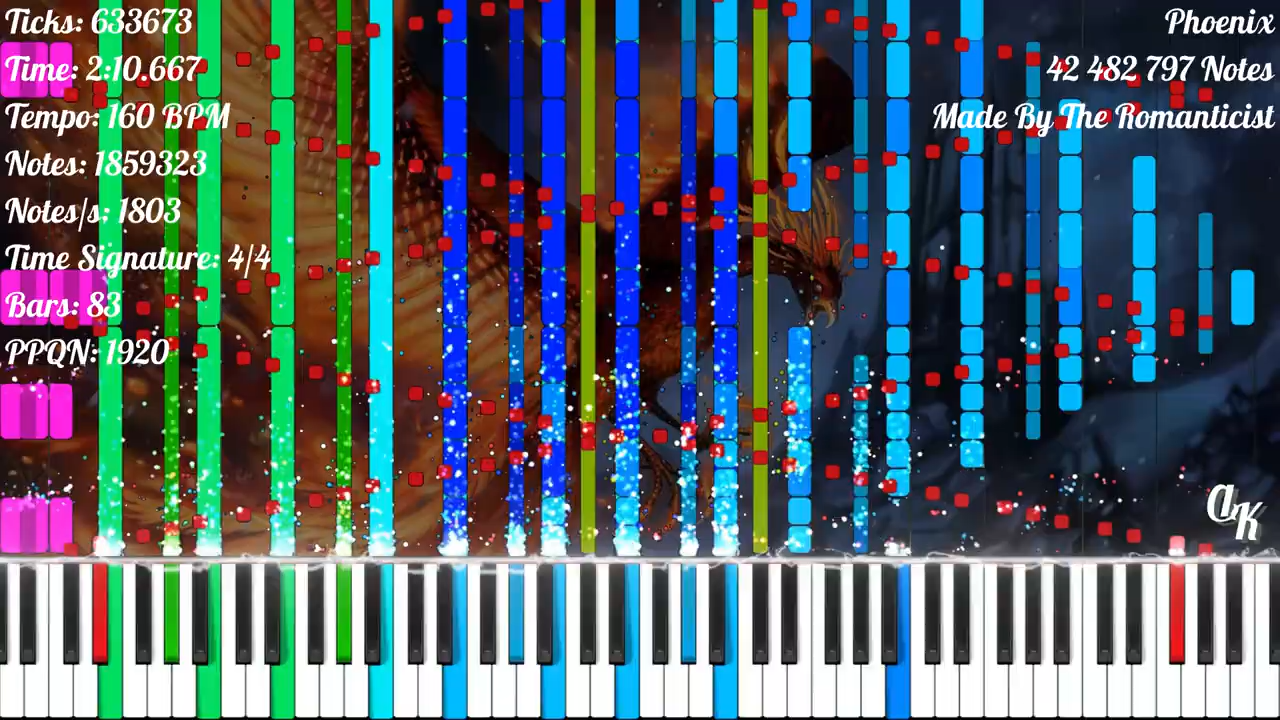 Ticks: 633673
Time: 2:10.667
Tempo: 160 BPM
Notes: 1859323
Notes/s: 1803
Time Signature: 4/4
Bars: 83
PPQN: 1920
Phoenix
42 482 797 Notes
Made By The Romanticist
AK